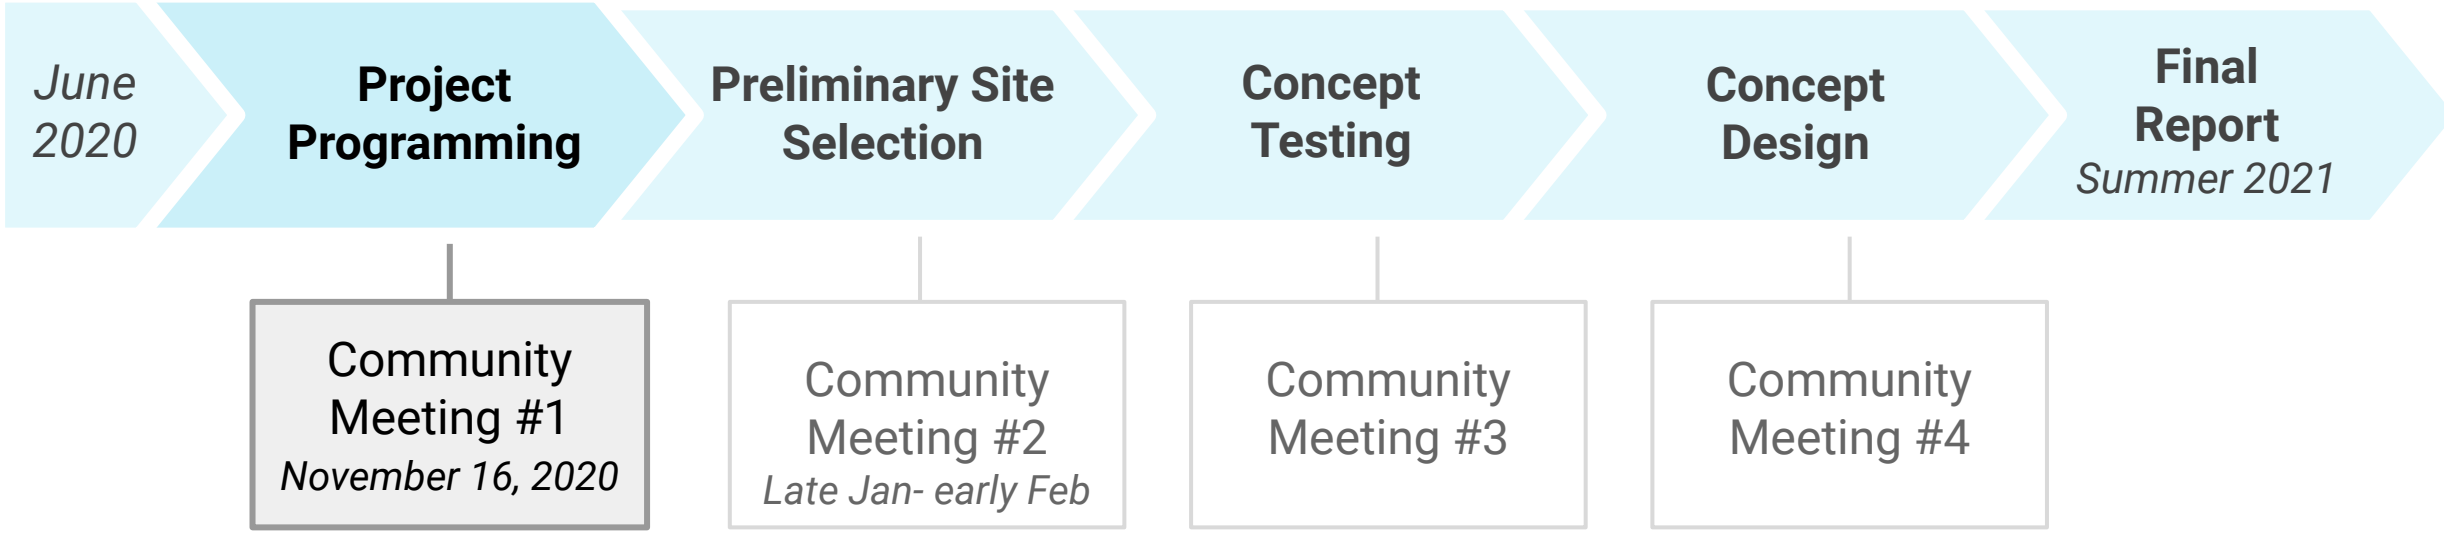 June
2020
Project
Programming
Preliminary Site
Selection
Concept
Testing
Concept
Design
Final
Report
Summer 2021
Community
Meeting #1
November 16, 2020
Community
Meeting #2
Late Jan- early Feb
Community
Meeting #3
Community
Meeting #4